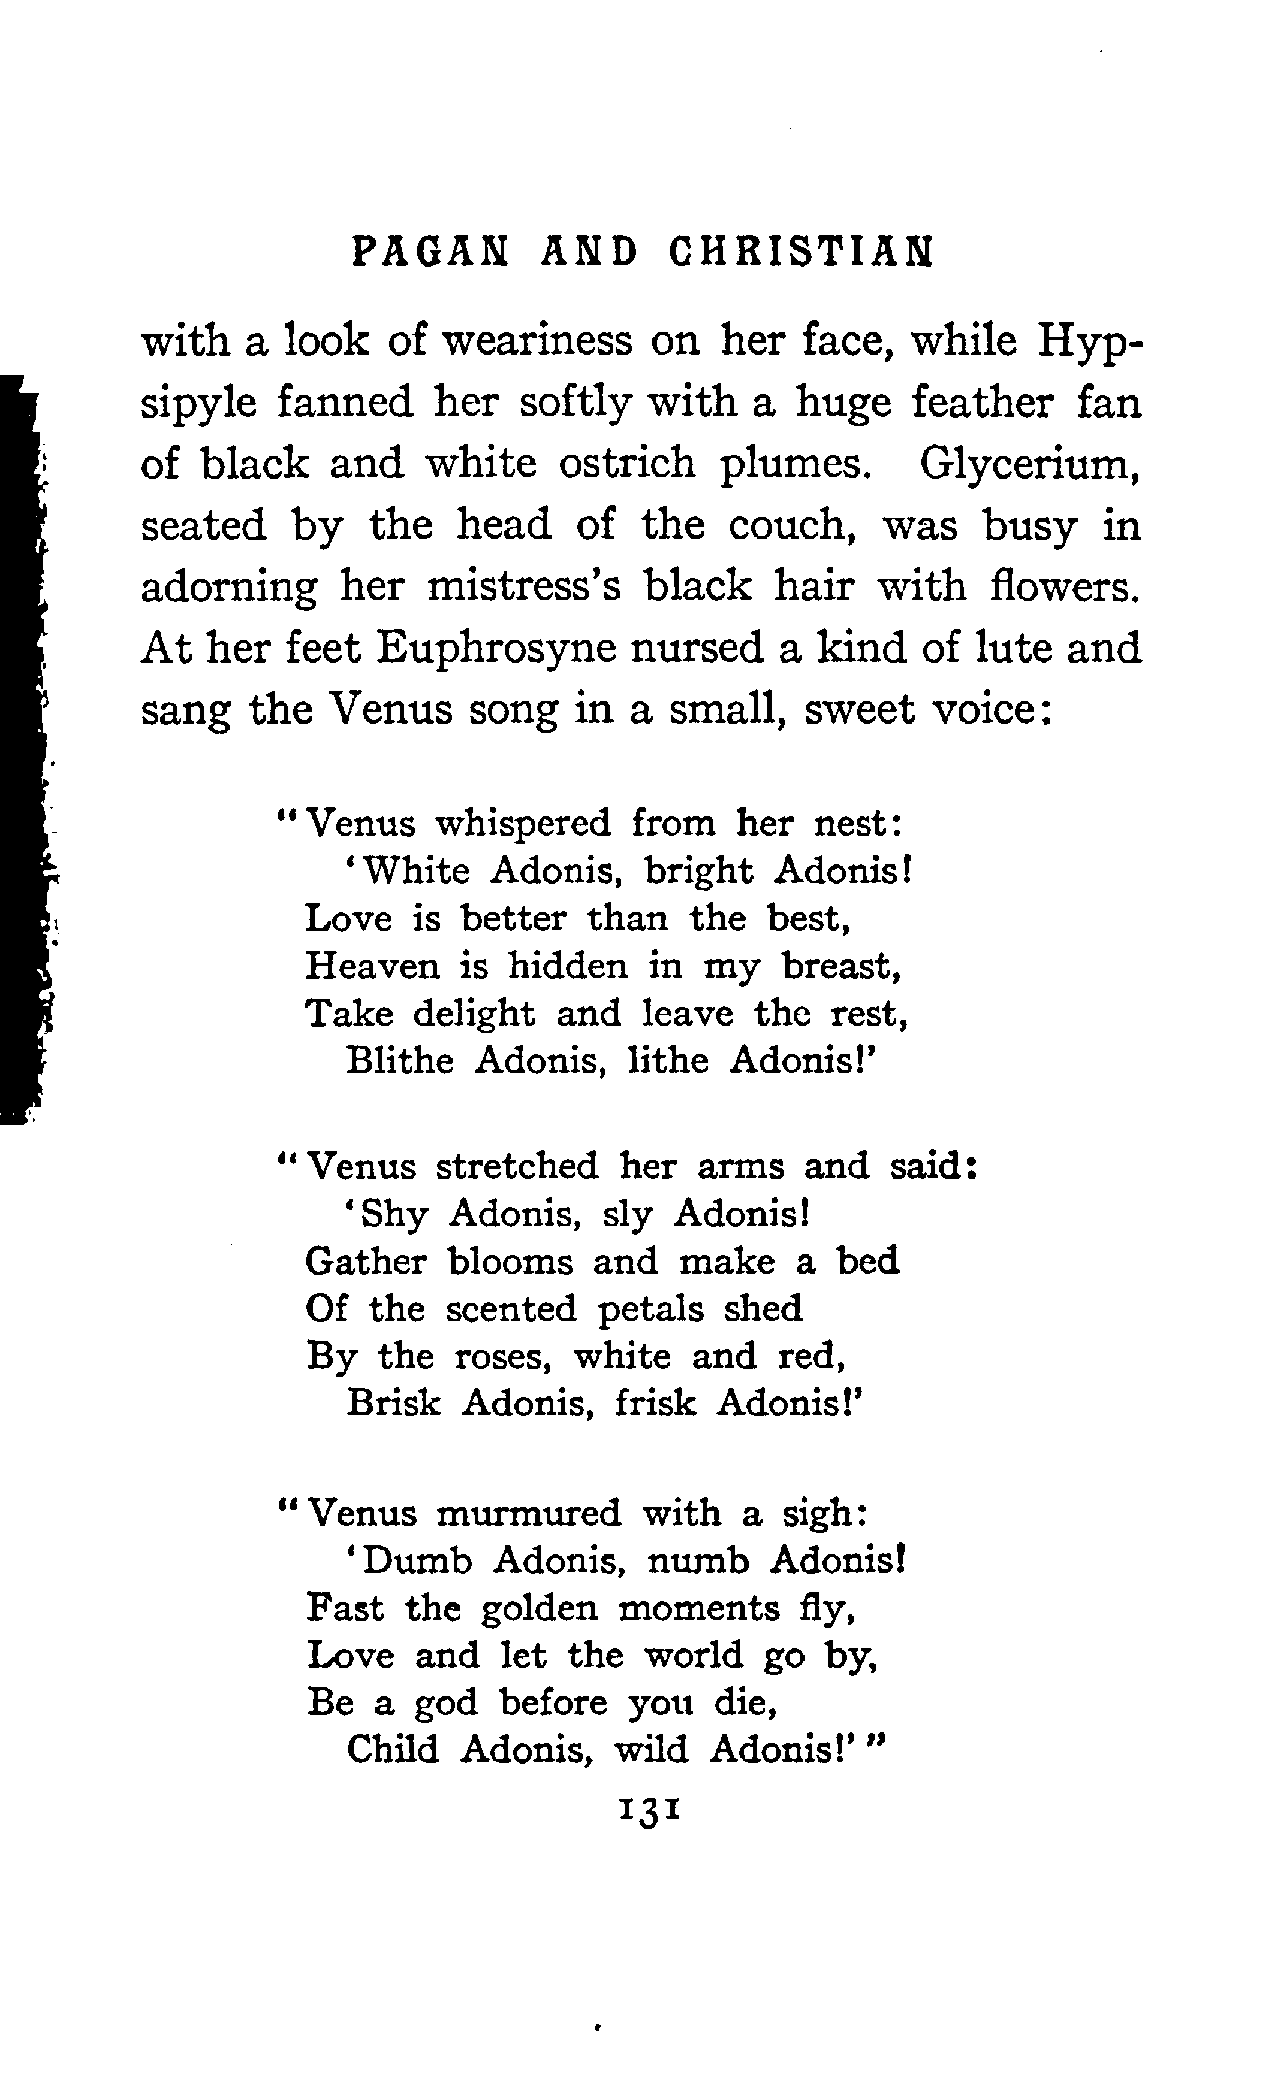 PAGAN AND CHRISTIAN
with a look of weariness on her face, while Hyp-
sipyle fanned her softly with a huge feather fan
of black and white ostrich plumes. Glycerium,
seated by the head of the couch, was busy in
adorning her mistress's black hair with flowers.
At her feet Euphrosyne nursed a kind of lute and
sang the Venus song in a small, sweet voice:
"Venus whispered from her nest:
'White Adonis, bright Adonis!
Love is better than the best,
Heaven is hidden in my breast,
Take delight and leave the rest,
Blithe Adonis, lithe Adonis!'
"Venus stretched her arms and said:
'Shy Adonis, sly Adonis!
Gather blooms and make a bed
Of the scented petals shed
By the roses, white and red,
Brisk Adonis, frisk Adonis!'
"Venus murmured with a sigh:
'Dumb Adonis, numb Adonis!
Fast the golden moments fly,
Love and let the world go by,
Be a god before you die,
Child Adonis, wild Adonis!'"
131